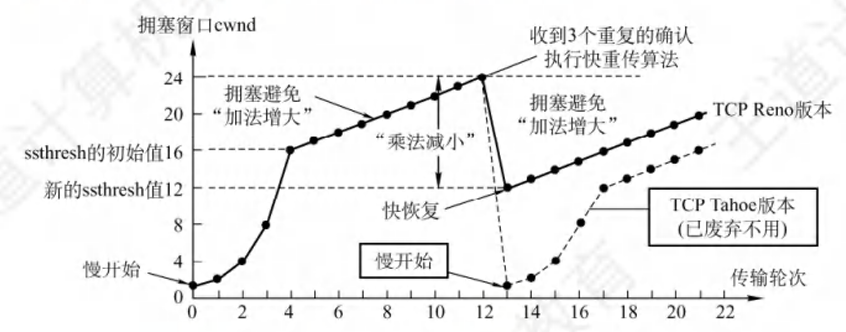 拥塞窗口cwnd
收到3个重复的确认
执行快重传算法
24
拥塞避免
“加法增大”
20
拥塞避免
“加法增大”
TCP Reno版本
“乘法减小”
ssthresh的初始值16
新的ssthresh值12
快恢复
TCP Tahoe版本
(已废弃不用)
8
4
慢开始
慢开始
传输轮次
0
0 2 4 6 8 10 12 14 16 18 20 22